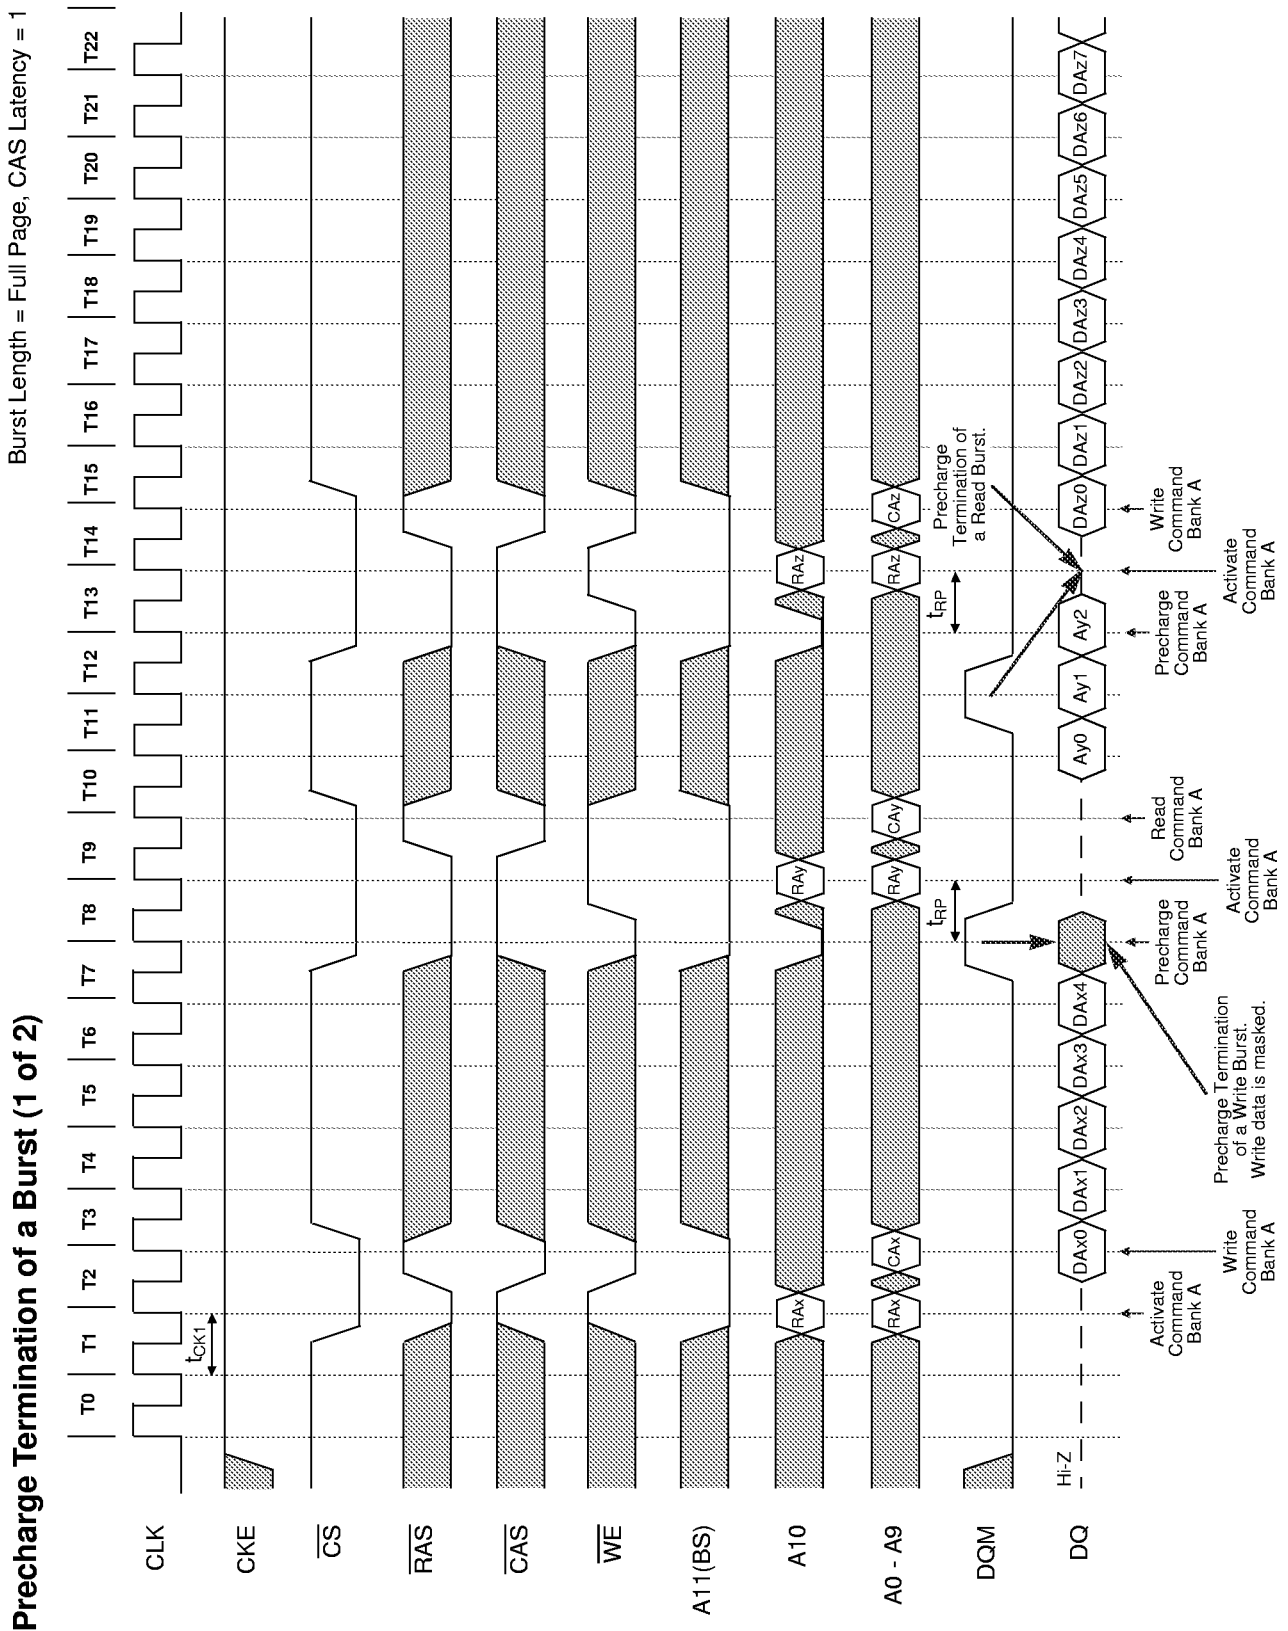 Precharge Termination of a Burst (1 of 2)
Burst Length = Full Page, CAS Latency = 1
T0 T1 T2 T3 T4 T5 T6 T7 T8 T9 T10 T11 T12 T13 T14 T15 T16 T17 T18 T19 T20 T21 T22
CLK
tCK1
CKE
CS
RAS
CAS
WE
A11(BS)
A10
RAx RAy RAz
A0 - A9
RAx CAx RAy CAy RAz CAz
tRP tRP
Precharge
Termination of
a Read Burst.
DQM
DQ
Hi-Z
DAx0 DAx1 DAx2 DAx3 DAx4 Ay0 Ay1 Ay2 DAz0 DAz1 DAz2 DAz3 DAz4 DAz5 DAz6 DAz7
Activate
Command
Bank A
Write
Command
Bank A
Precharge Termination
of a Write Burst.
Write data is masked.
Precharge
Command
Bank A
Activate
Command
Bank A
Read
Command
Bank A
Precharge
Command
Bank A
Activate
Command
Bank A
Write
Command
Bank A